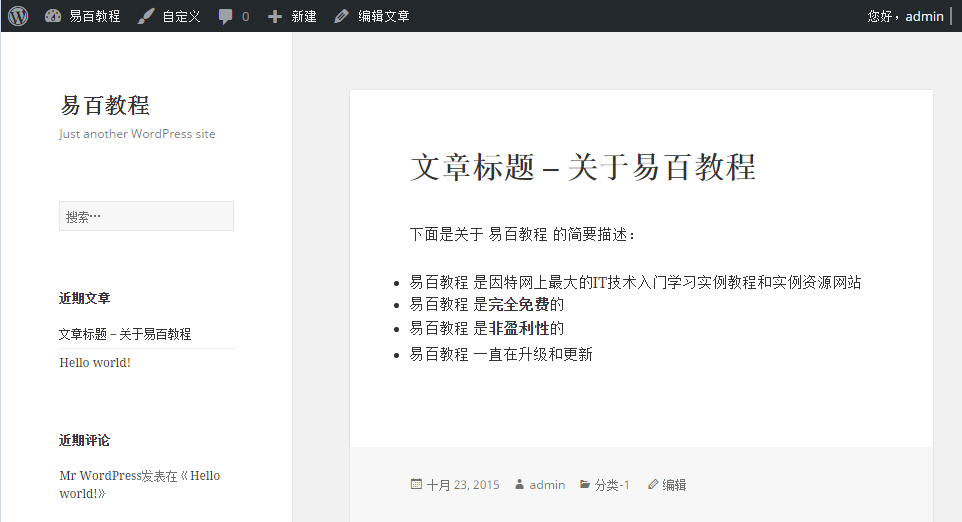 易百教程 自定义 0 新建 编辑文章 您好，admin
易百教程
Just another WordPress site
搜索…
近期文章
文章标题 – 关于易百教程
Hello world!
近期评论
Mr WordPress发表在《Hello
world!》
文章标题 – 关于易百教程
下面是关于 易百教程 的简要描述：
易百教程 是因特网上最大的IT技术入门学习实例教程和实例资源网站
易百教程 是完全免费的
易百教程 是非盈利性的
易百教程 一直在升级和更新
十月 23, 2015 admin 分类-1 编辑